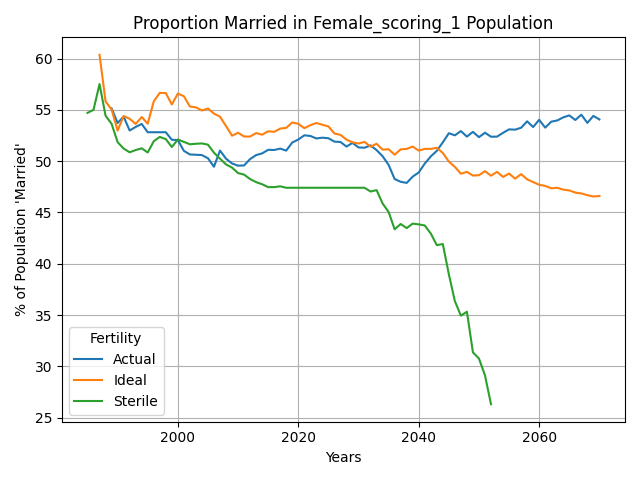 Proportion Married in Female_scoring_1 Population
% of Population 'Married'
60
55
50
45
40
35
30
25
Fertility
Actual
Ideal
Sterile
2000 2020 2040 2060
Years